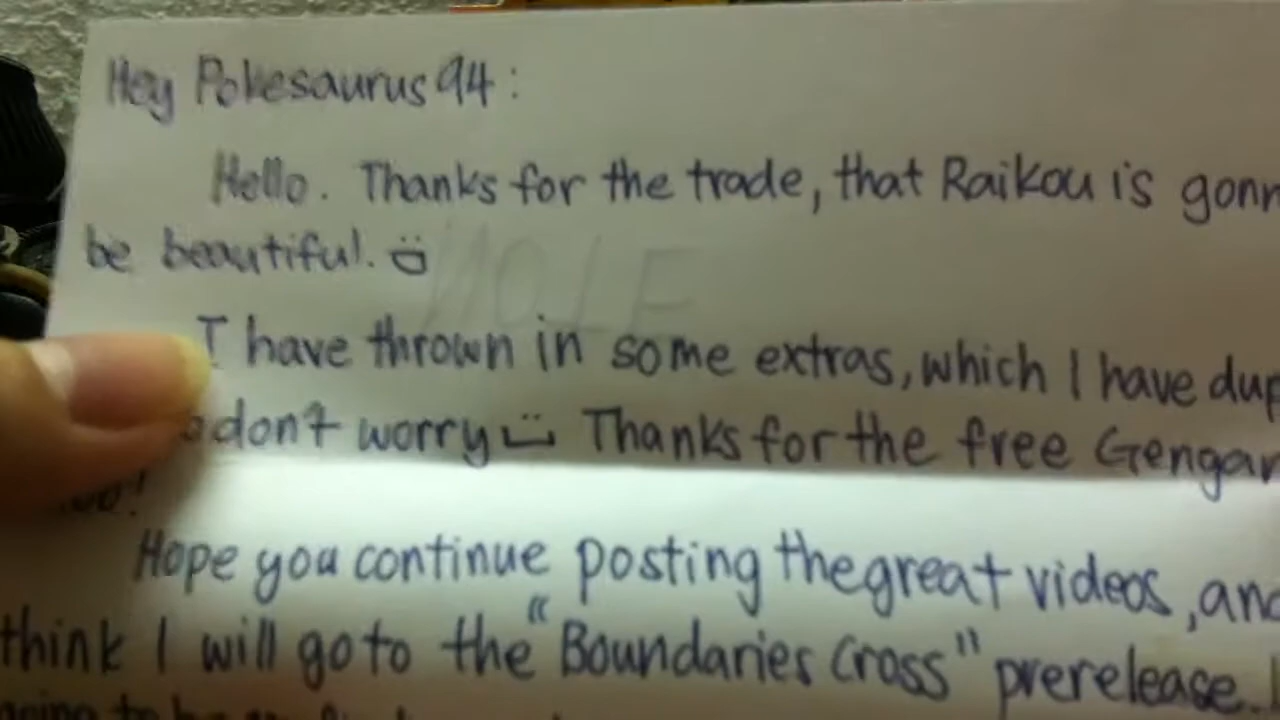 Hey Pokesaurus94:
Hello. Thanks for the trade, that Raikou is gonn
be beautiful.
NOTE
I have thrown in some extras, which I have dup
don't worry Thanks for the free Gengar
too!
Hope you continue posting the great videos, and
think I will go to the "Boundaries Cross" prerelease.